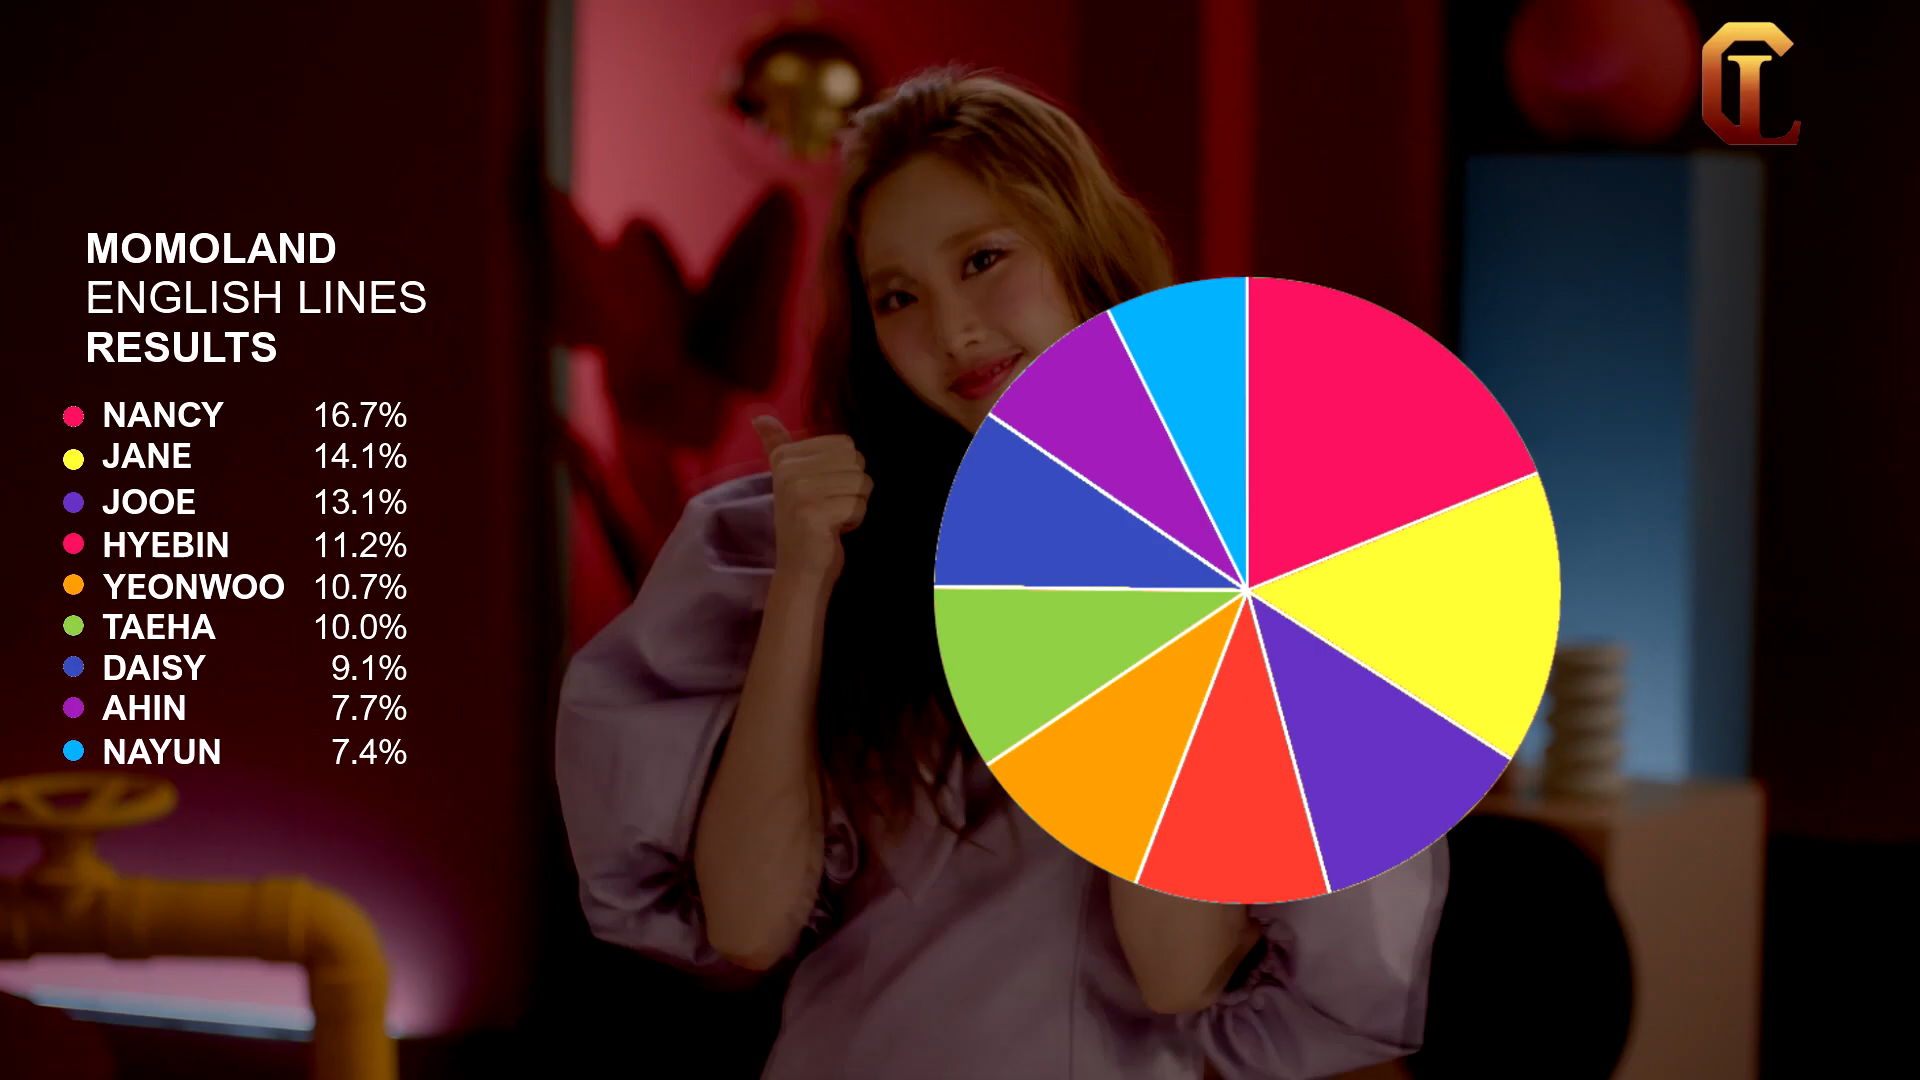 MOMOLAND
ENGLISH LINES
RESULTS
NANCY 16.7%
JANE 14.1%
JOOE 13.1%
HYEBIN 11.2%
YEONWOO 10.7%
TAEHA 10.0%
DAISY 9.1%
AHIN 7.7%
NAYUN 7.4%